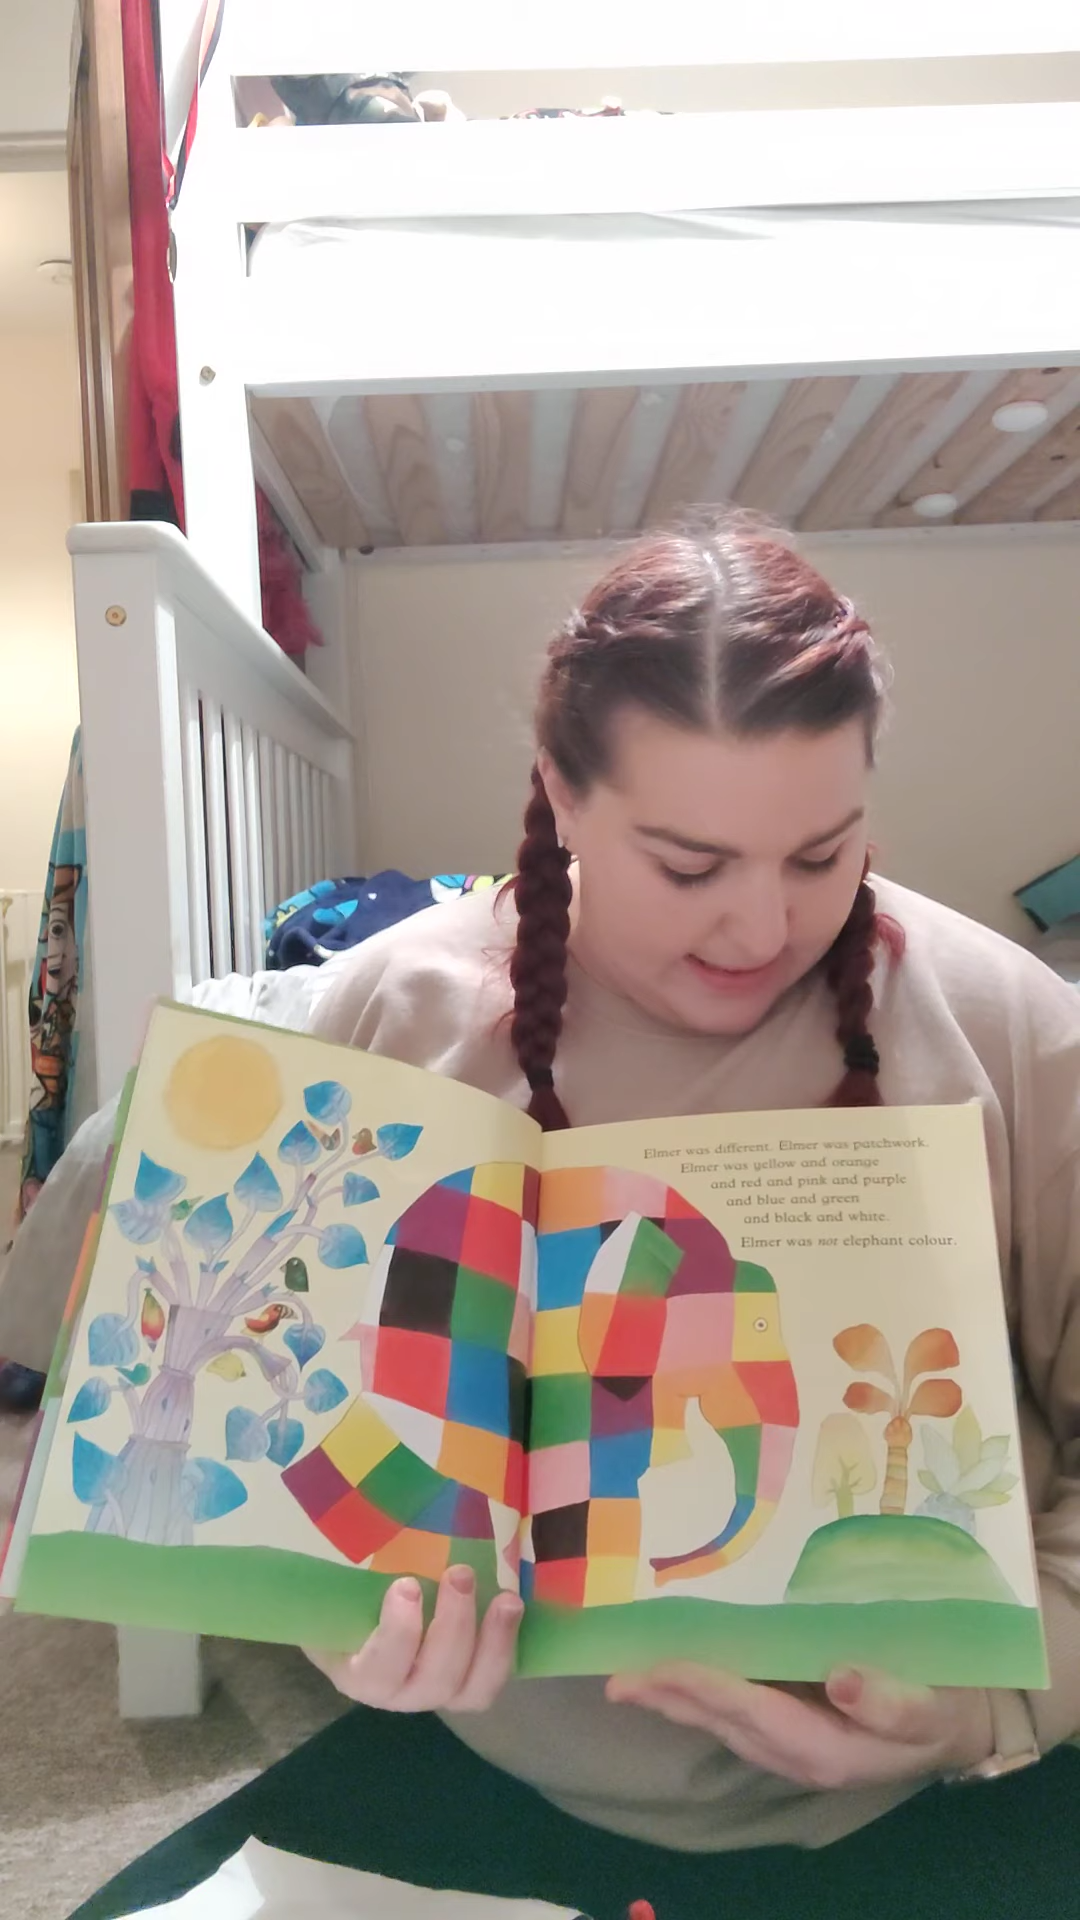 Elmer was different. Elmer was patchwork.
Elmer was yellow and orange
and red and pink and purple
and blue and green
and black and white.
Elmer was not elephant colour.